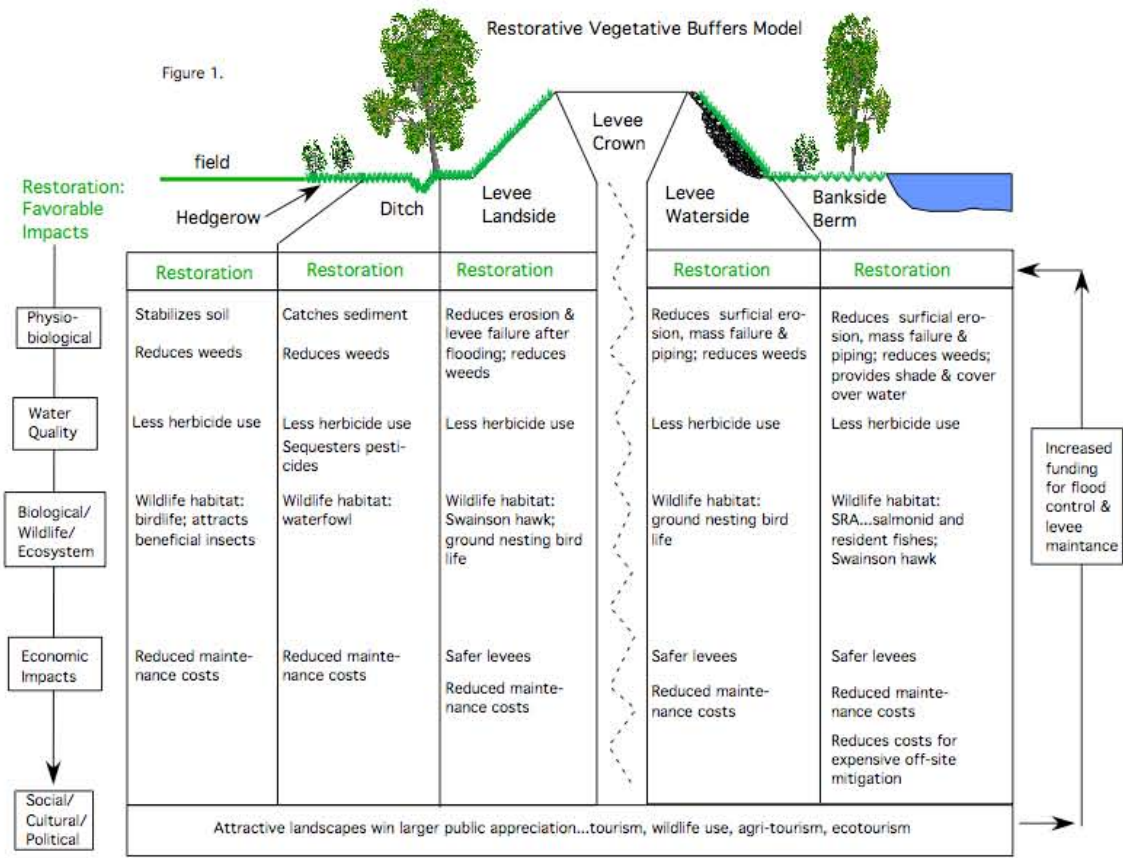 Restorative Vegetative Buffers Model
Figure 1.
Levee
Crown
field
Restoration:
Favorable
Impacts
Hedgerow
Ditch
Levee
Landside
Levee
Waterside
Bankside
Berm
Restoration
Restoration
Restoration
Restoration
Restoration
Physio-
biological
Stabilizes soil
Reduces weeds
Catches sediment
Reduces weeds
Reduces erosion &
levee failure after
flooding; reduces
weeds
Reduces surficial ero-
sion, mass failure &
piping; reduces weeds
Reduces surficial ero-
sion, mass failure &
piping; reduces weeds;
provides shade & cover
over water
Water
Quality
Less herbicide use
Less herbicide use
Sequesters pesti-
cides
Less herbicide use
Less herbicide use
Less herbicide use
Biological/
Wildlife/
Ecosystem
Wildlife habitat:
birdlife; attracts
beneficial insects
Wildlife habitat:
waterfowl
Wildlife habitat:
Swainson hawk;
ground nesting bird
life
Wildlife habitat:
ground nesting bird
life
Wildlife habitat:
SRA...salmonid and
resident fishes;
Swainson hawk
Economic
Impacts
Reduced mainte-
nance costs
Reduced mainte-
nance costs
Safer levees
Reduced mainte-
nance costs
Safer levees
Reduced mainte-
nance costs
Safer levees
Reduced mainte-
nance costs
Reduces costs for
expensive off-site
mitigation
Social/
Cultural/
Political
Attractive landscapes win larger public appreciation...tourism, wildlife use, agri-tourism, ecotourism
Increased
funding
for flood
control &
levee
maintance